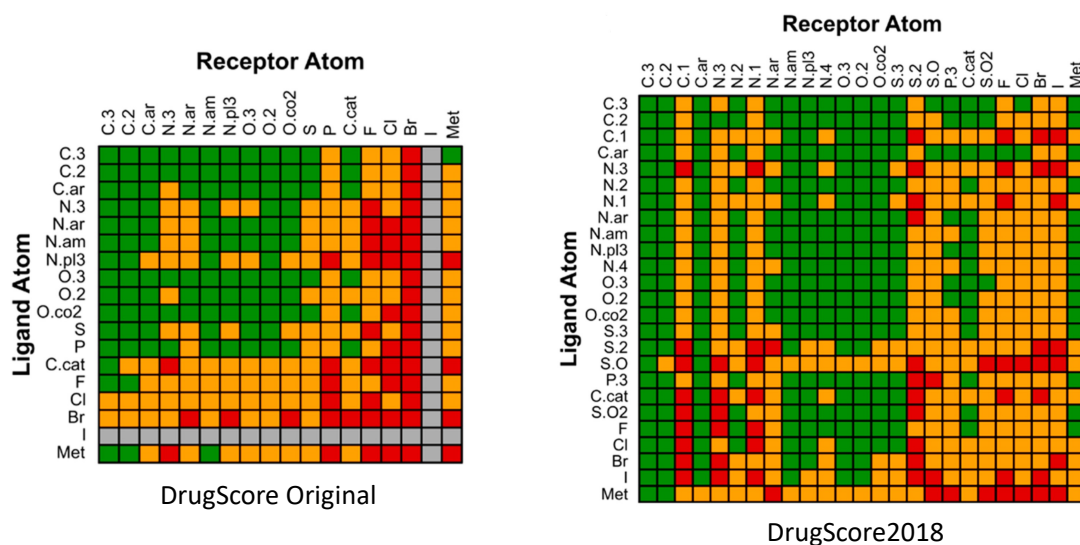 Receptor Atom
C.3 C.2 C.ar N.3 N.ar N.am N.pl3 O.3 O.2 O.co2 S P C.cat F Cl Br I Met
Ligand Atom
C.3
C.2
C.ar
N.3
N.ar
N.am
N.pl3
O.3
O.2
O.co2
S
P
C.cat
F
Cl
Br
I
Met
DrugScore Original
Receptor Atom
C.3 C.2 C.1 C.ar N.3 N.2 N.1 N.ar N.am N.pl3 N.4 O.3 O.2 O.co2 S.3 S.2 S.O P.3 C.cat S.O2 F Cl Br I Met
Ligand Atom
C.3
C.2
C.1
C.ar
N.3
N.2
N.1
N.ar
N.am
N.pl3
N.4
O.3
O.2
O.co2
S.3
S.2
S.O
P.3
C.cat
S.O2
F
Cl
Br
I
Met
DrugScore2018